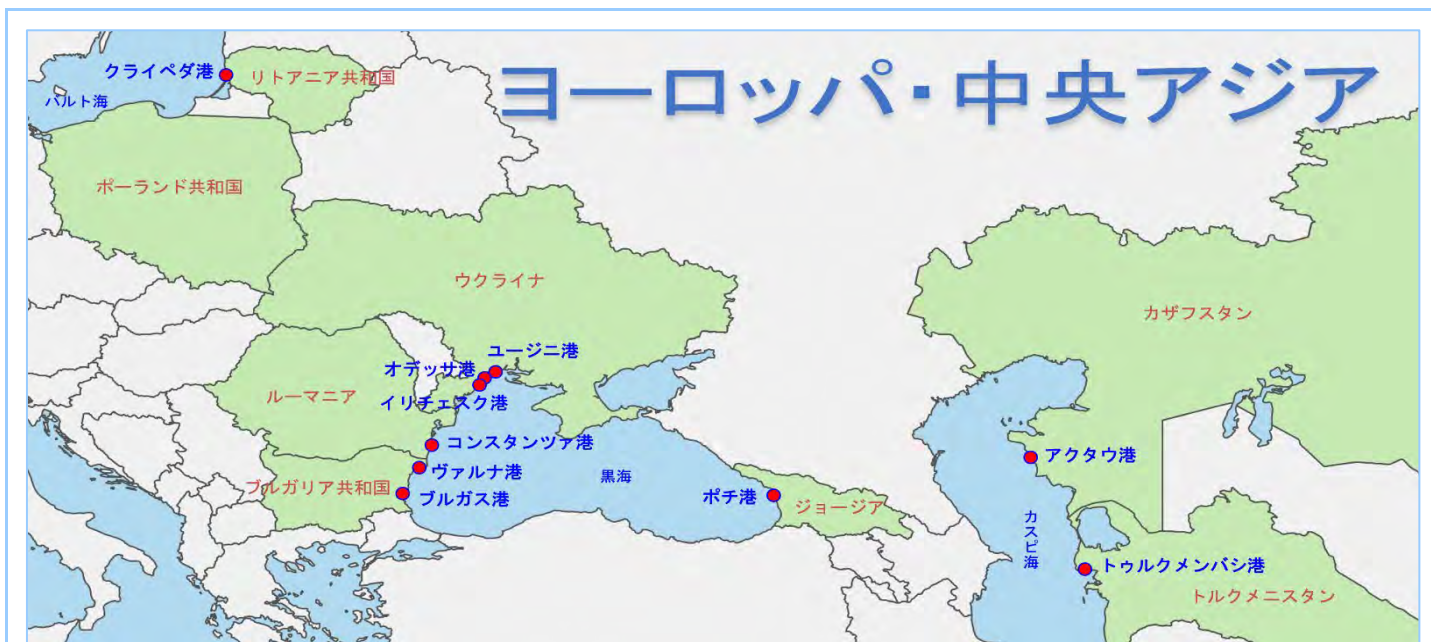 ヨーロッパ・中央アジア
クライペダ港
リトアニア共和国
バルト海
ポーランド共和国
ウクライナ
カザフスタン
ユージニ港
オデッサ港
イリチェスク港
ルーマニア
コンスタンツァ港
アクタウ港
ヴァルナ港
黒海
ブルガリア共和国
ブルガス港
ポチ港
ジョージア
カスピ海
トゥルクメンバシ港
トルクメニスタン